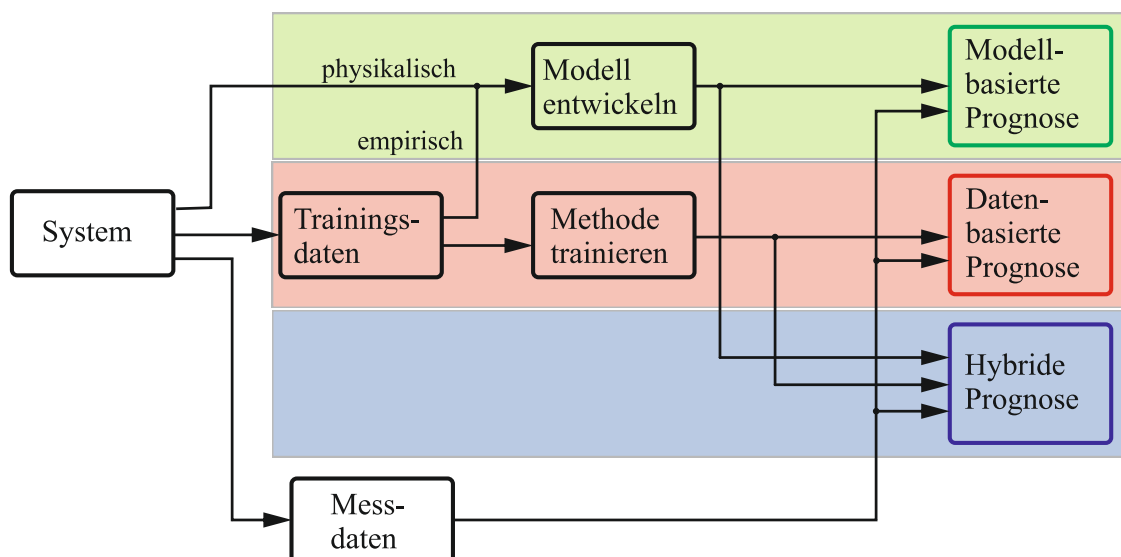 physikalisch
Modell
entwickeln
Modell-
basierte
Prognose
empirisch
System
Trainings-
daten
Methode
trainieren
Daten-
basierte
Prognose
Hybride
Prognose
Mess-
daten